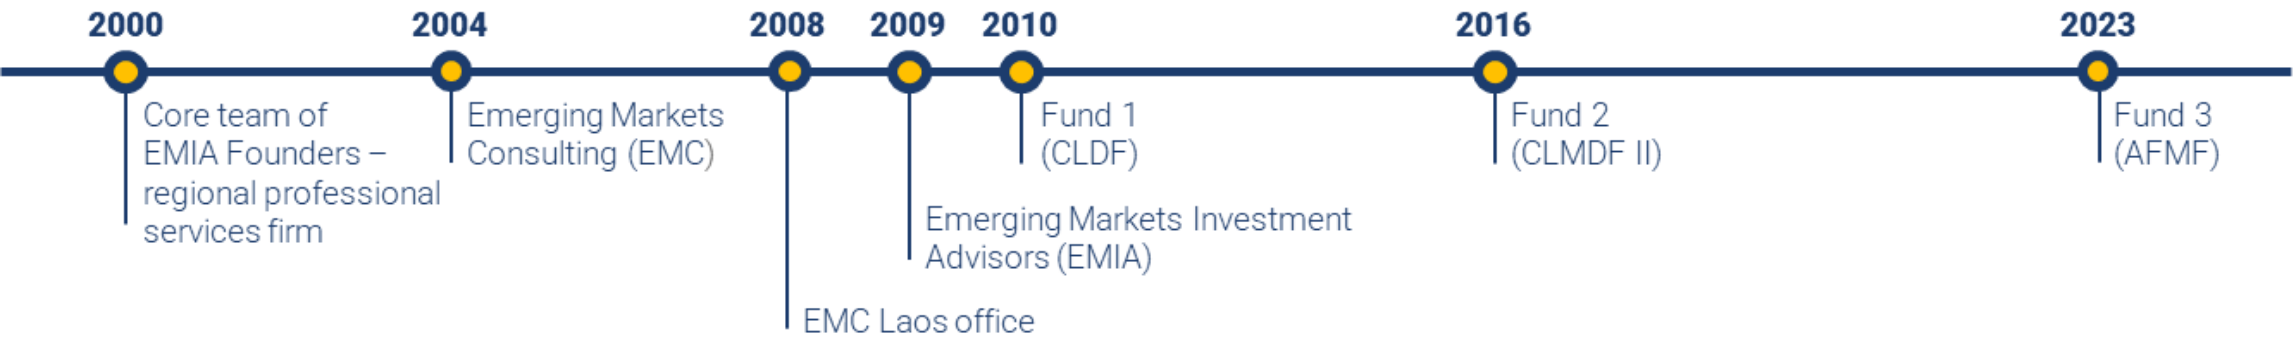 2000
Core team of
EMIA Founders –
regional professional
services firm
2004
Emerging Markets
Consulting (EMC)
2008
EMC Laos office
2009
Emerging Markets Investment
Advisors (EMIA)
2010
Fund 1
(CLDF)
2016
Fund 2
(CLMDF II)
2023
Fund 3
(AFMF)